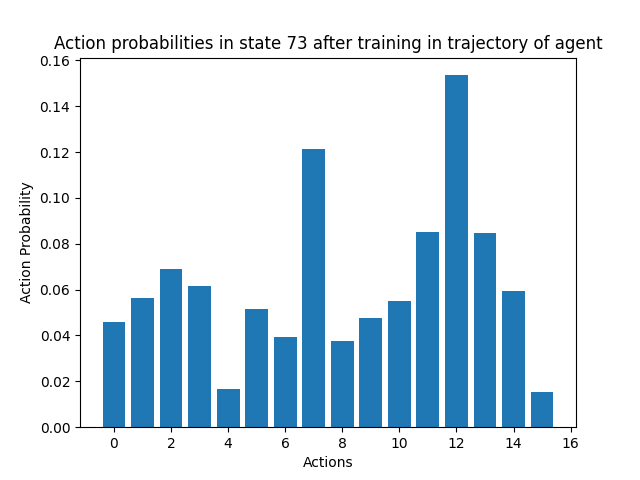 Action probabilities in state 73 after training in trajectory of agent
0.16
0.14
0.12
0.10
0.08
0.06
0.04
0.02
0.00
Action Probability
0 2 4 6 8 10 12 14 16
Actions